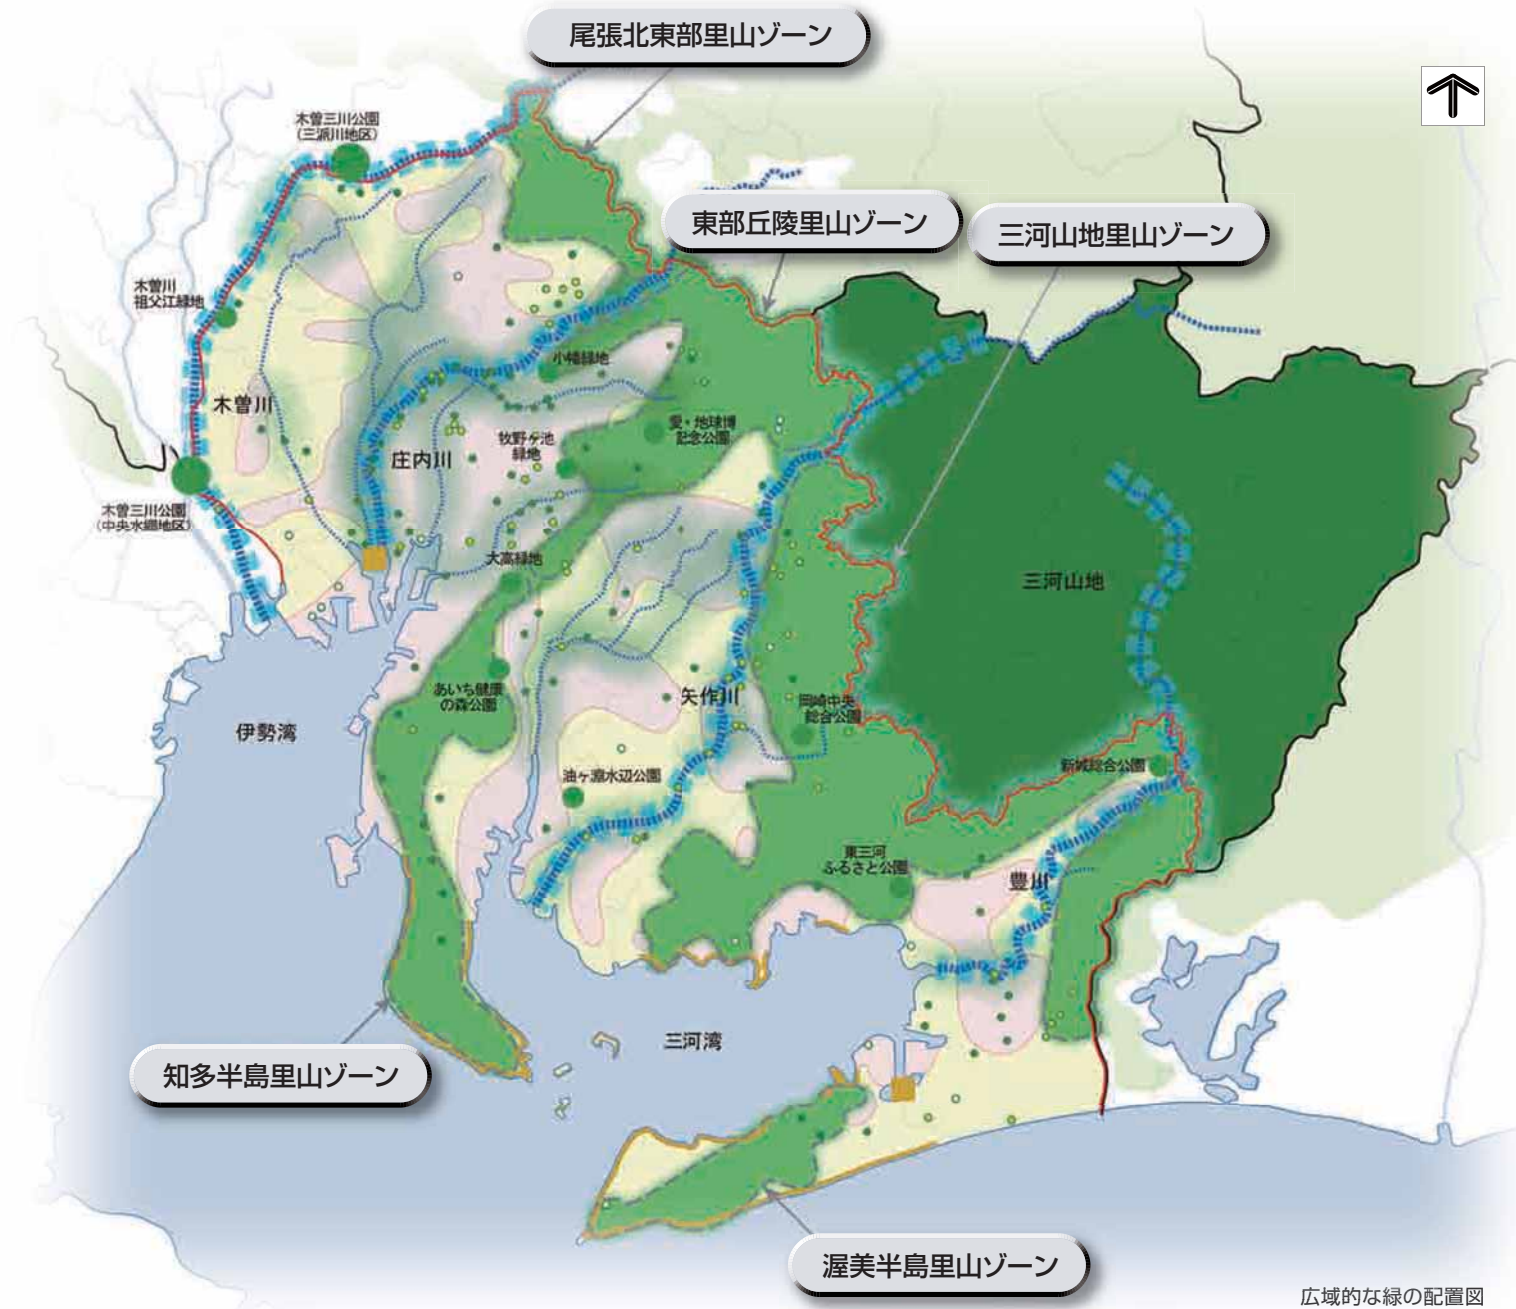 尾張北東部里山ゾーン
木曽三川公園
(三派川地区)
東部丘陵里山ゾーン
三河山地里山ゾーン
木曽川
祖父江緑地
小幡緑地
木曽川
愛・地球博
記念公園
牧野ヶ池
緑地
庄内川
木曽三川公園
(中央水郷地区)
大高緑地
三河山地
あいち健康
の森公園
矢作川
岡崎中央
総合公園
伊勢湾
新城総合公園
油ヶ淵水辺公園
東三河
ふるさと公園
豊川
三河湾
知多半島里山ゾーン
渥美半島里山ゾーン
広域的な緑の配置図